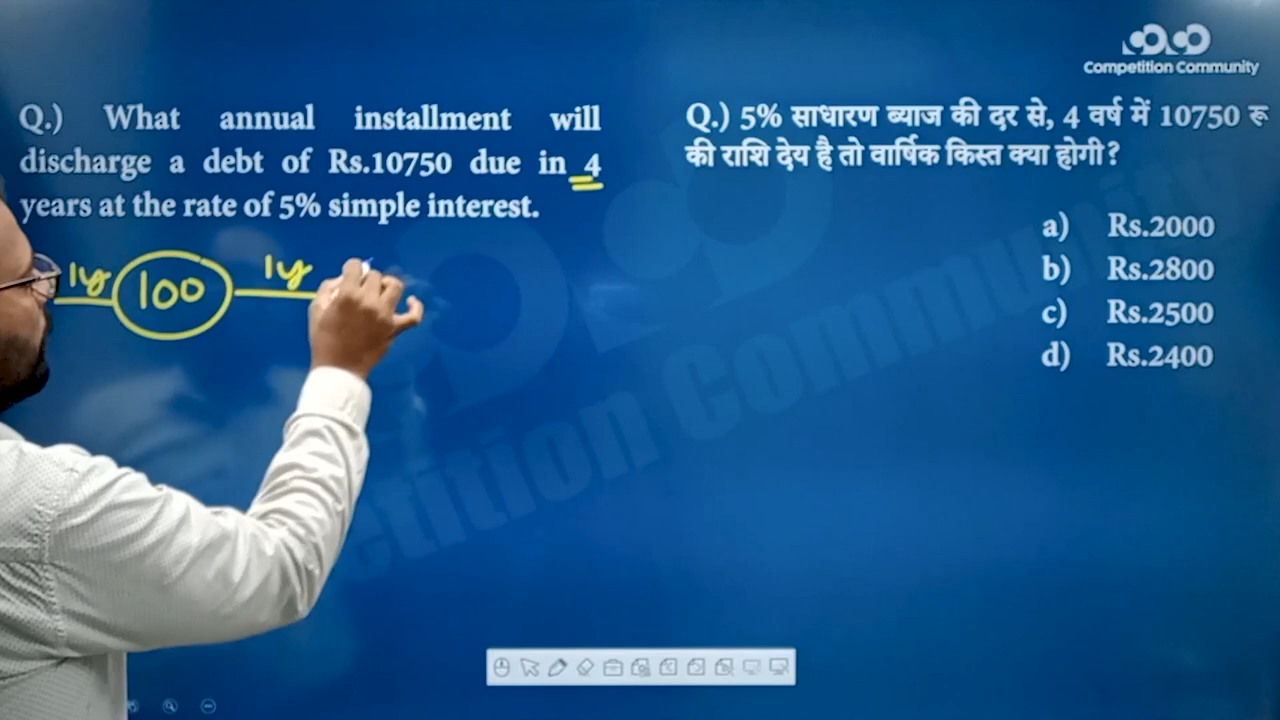 Competition Community
Q.) What annual installment will
discharge a debt of Rs.10750 due in 4
years at the rate of 5% simple interest.
Q.) 5% साधारण ब्याज की दर से, 4 वर्ष में 10750 रू
की राशि देय है तो वार्षिक किस्त क्या होगी?
a) Rs.2000
b) Rs.2800
c) Rs.2500
d) Rs.2400
1y 100 1y
etition Community